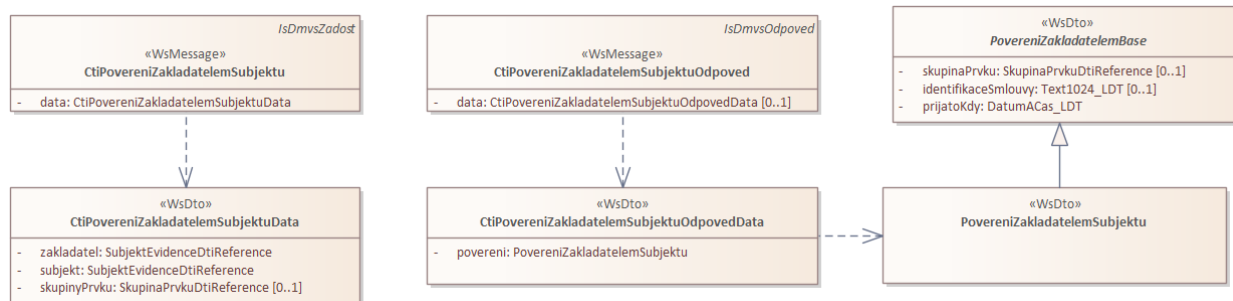 IsDmvsZadost
«WsMessage»
CtiPovereniZakladatelemSubjektu
- data: CtiPovereniZakladatelemSubjektuData
IsDmvsOdpoved
«WsMessage»
CtiPovereniZakladatelemSubjektuOdpoved
- data: CtiPovereniZakladatelemSubjektuOdpovedData [0..1]
«WsDto»
PovereniZakladatelemBase
- skupinaPrvku: SkupinaPrvkuDtiReference [0..1]
- identifikaceSmlouvy: Text1024_LDT [0..1]
- prijatoKdy: DatumACas_LDT
«WsDto»
CtiPovereniZakladatelemSubjektuData
- zakladatel: SubjektEvidenceDtiReference
- subjekt: SubjektEvidenceDtiReference
- skupinyPrvku: SkupinaPrvkuDtiReference [0..1]
«WsDto»
CtiPovereniZakladatelemSubjektuOdpovedData
- povereni: PovereniZakladatelemSubjektu
«WsDto»
PovereniZakladatelemSubjektu